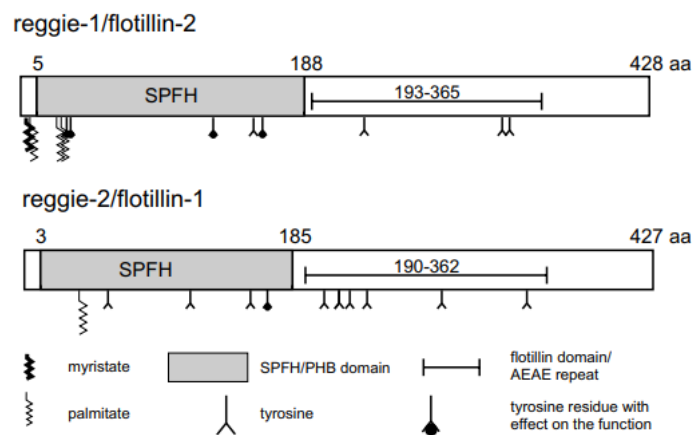 reggie-1/flotillin-2
5 188 428 aa
SPFH 193-365
reggie-2/flotillin-1
3 185 427 aa
SPFH 190-362
myristate SPFH/PHB domain flotillin domain/
AEAE repeat
palmitate tyrosine tyrosine residue with
effect on the function